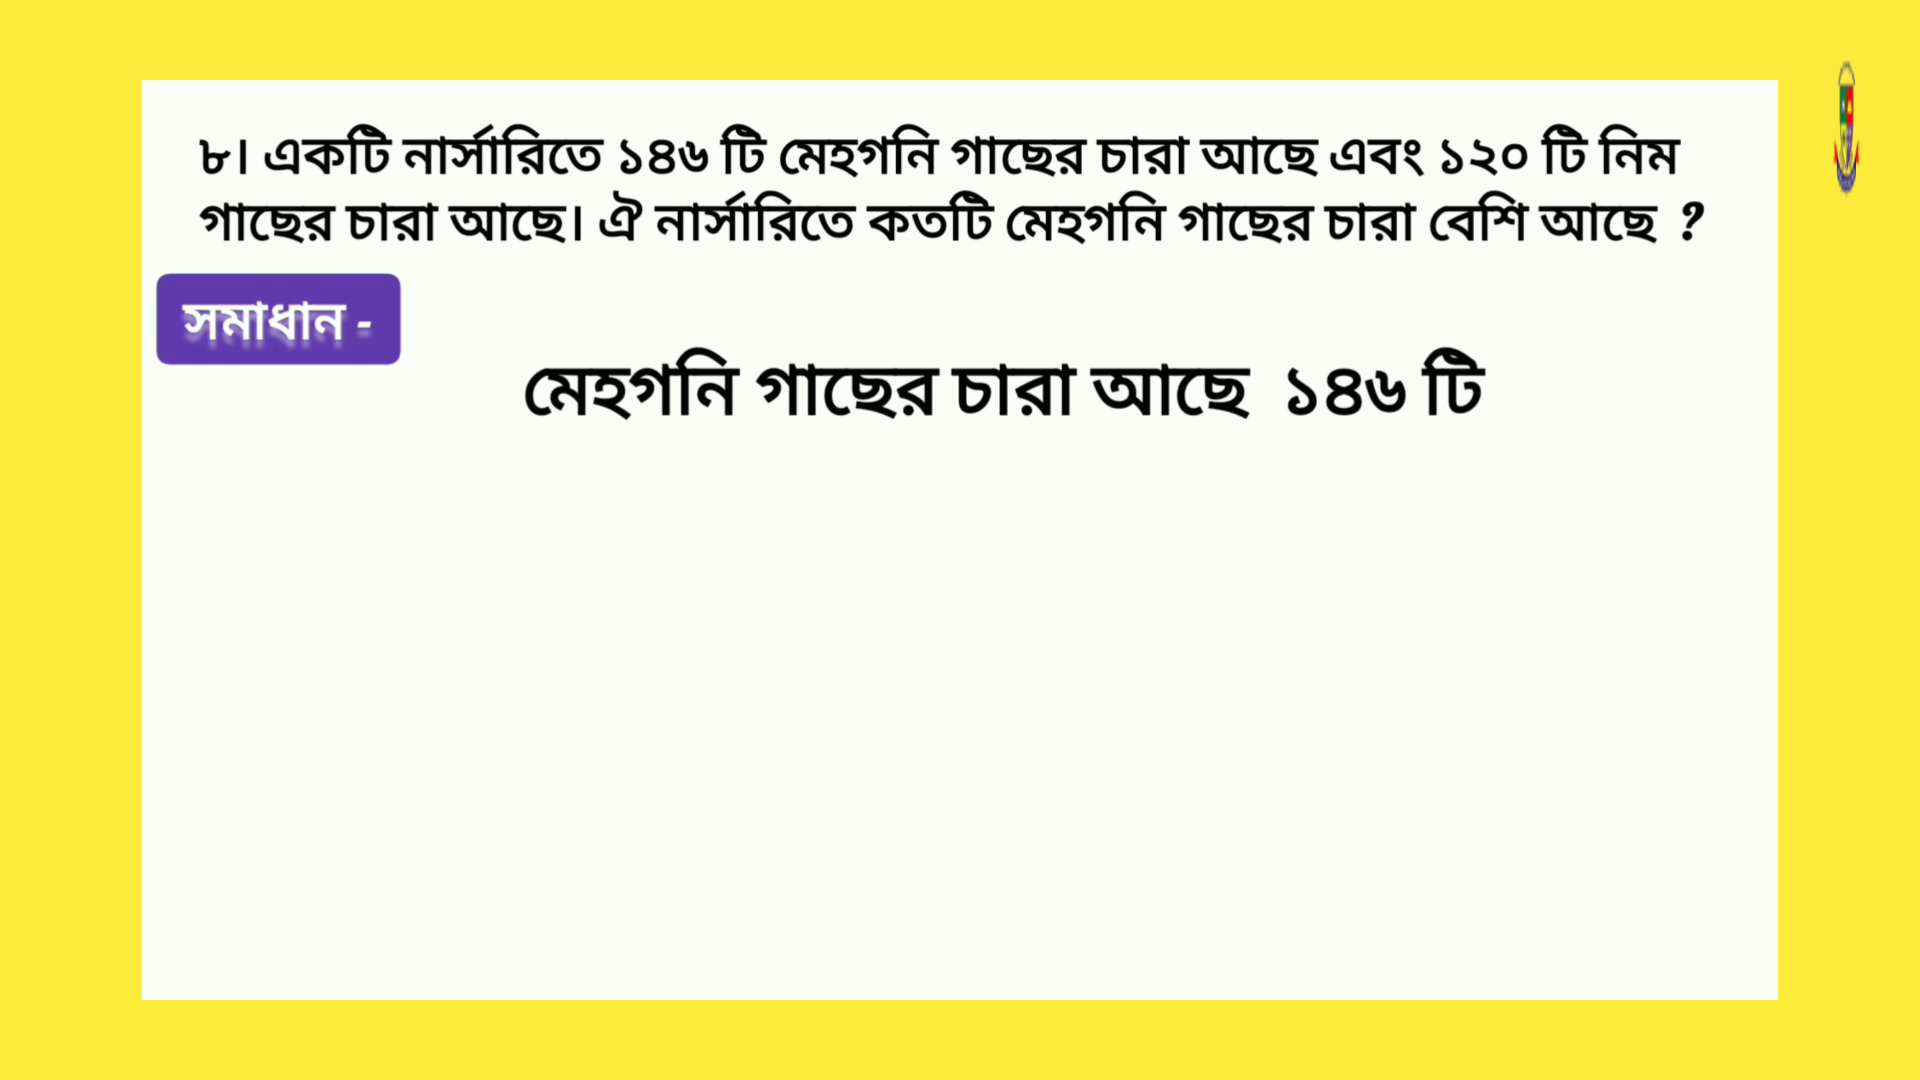 ৮। একটি নার্সারিতে ১৪৬ টি মেহগনি গাছের চারা আছে এবং ১২০ টি নিম
গাছের চারা আছে। ঐ নার্সারিতে কতটি মেহগনি গাছের চারা বেশি আছে ?
সমাধান -
মেহগনি গাছের চারা আছে ১৪৬ টি